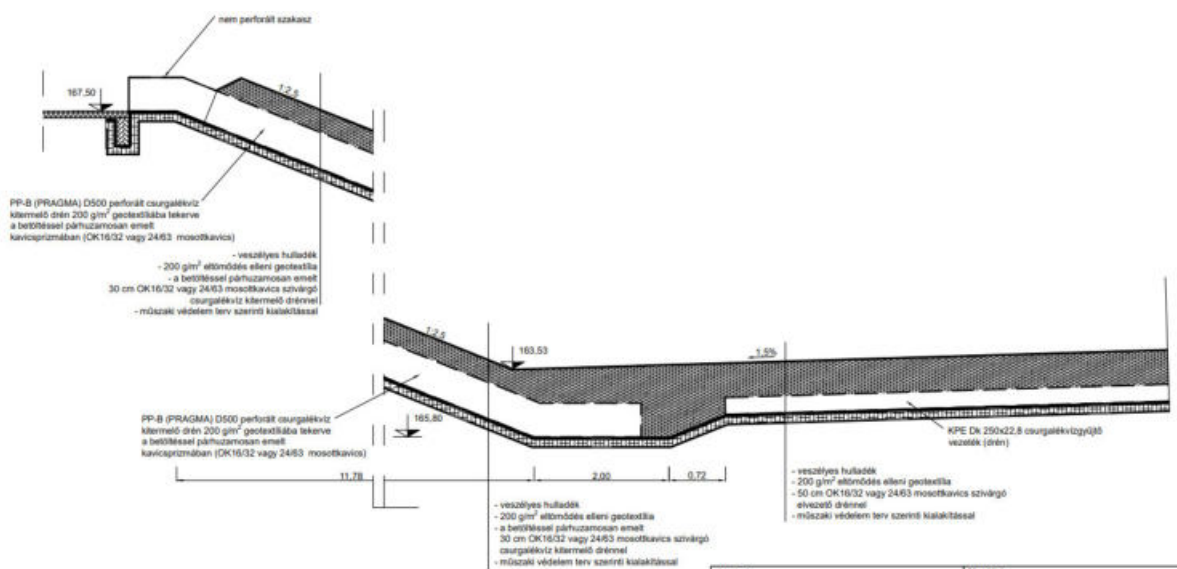 nem perforált szakasz
167,50
1:2,5
PP-B (PRAGMA) D500 perforált csurgalékvíz
kitermelő drén 200 g/m² geotextíliába tekerve
a betöltéssel párhuzamosan emelt
kavicsprizmában (OK16/32 vagy 24/63 mosottkavics)
- veszélyes hulladék
- 200 g/m² eltömődés elleni geotextília
- a betöltéssel párhuzamosan emelt
30 cm OK16/32 vagy 24/63 mosottkavics szivárgó
csurgalékvíz kitermelő drénnel
- műszaki védelem terv szerinti kialakítással
1:2,5
163,53
1,5%
PP-B (PRAGMA) D500 perforált csurgalékvíz
kitermelő drén 200 g/m² geotextíliába tekerve
a betöltéssel párhuzamosan emelt
kavicsprizmában (OK16/32 vagy 24/63 mosottkavics)
165,80
KPE Dk 250x22,8 csurgalékvízgyűjtő
vezeték (drén)
11,78
2,00
0,72
- veszélyes hulladék
- 200 g/m² eltömődés elleni geotextília
- 50 cm OK16/32 vagy 24/63 mosottkavics szivárgó
elvezető drénnel
- műszaki védelem terv szerinti kialakítással
- veszélyes hulladék
- 200 g/m² eltömődés elleni geotextília
- a betöltéssel párhuzamosan emelt
30 cm OK16/32 vagy 24/63 mosottkavics szivárgó
csurgalékvíz kitermelő drénnel
- műszaki védelem terv szerinti kialakítással